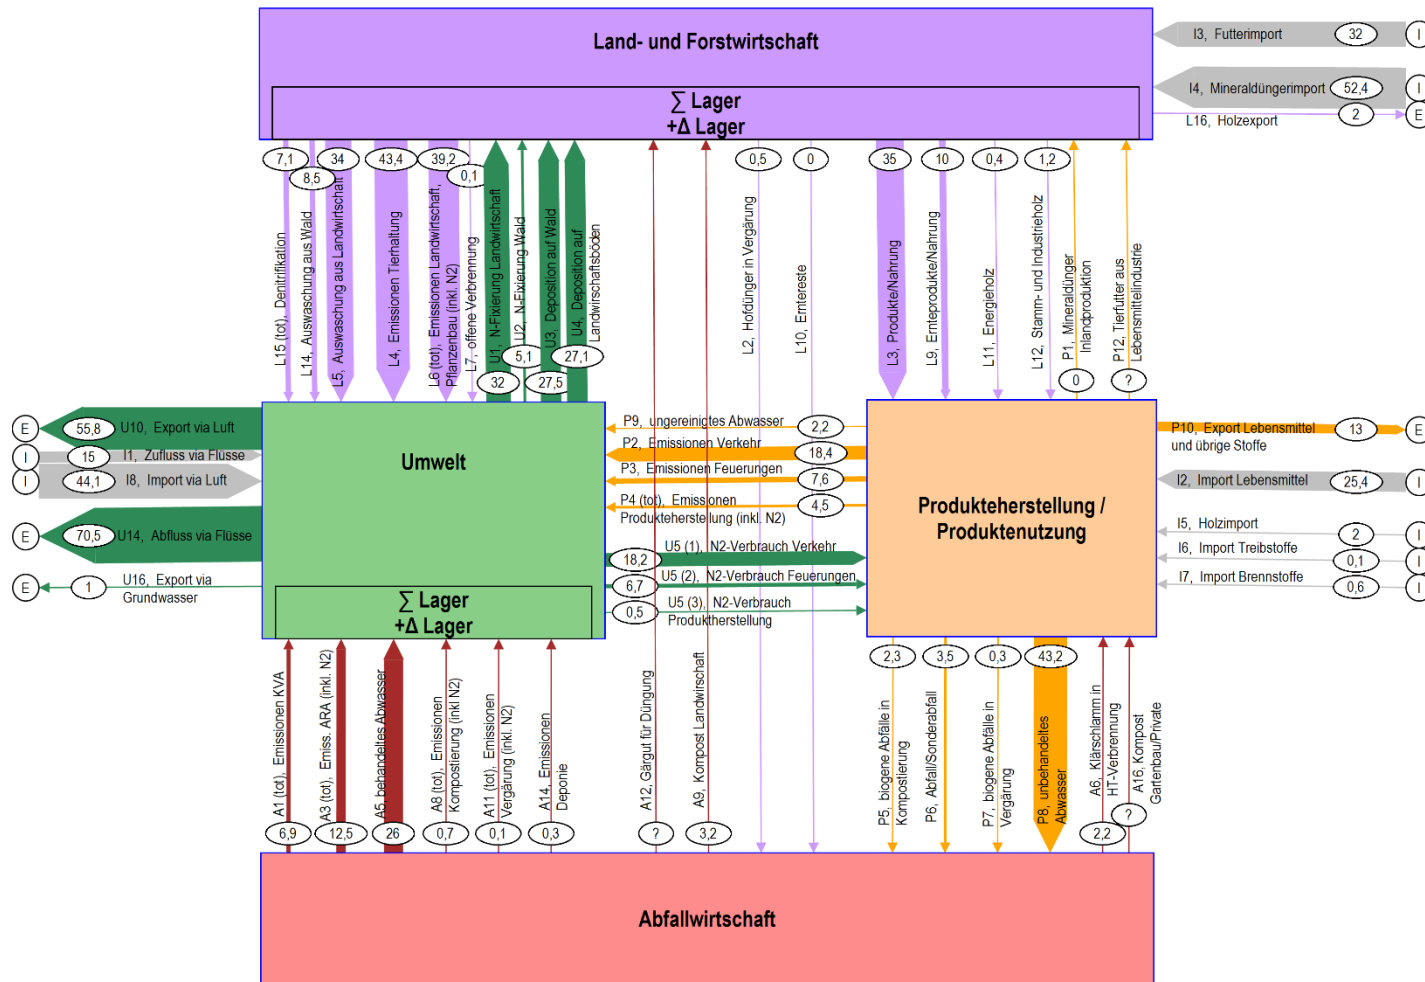 Land- und Forstwirtschaft
∑ Lager
+Δ Lager
I3, Futterimport 32 I
I4, Mineraldüngerimport 52,4 I
L16, Holzexport 2 E
7,1
L15 (tot), Denitrifikation
8,5
L14, Auswaschung aus Wald
34
L5, Auswaschung aus Landwirtschaft
43,4
L4, Emissionen Tierhaltung
39,2
L6 (tot), Emissionen Landwirtschaft,
Pflanzenbau (inkl. N2)
0,1
L7, offene Verbrennung
U1, N-Fixierung Landwirtschaft
32
U2, N-Fixierung Wald
5,1
U3, Deposition auf Wald
27,5
U4, Deposition auf
Landwirschaftsböden
27,1
0,5
L2, Hofdünger in Vergärung
0
L10, Erntereste
35
L3, Produkte/Nahrung
10
L9, Ernteprodukte/Nahrung
0,4
L11, Energieholz
1,2
L12, Stamm- und Industrieholz
P1, Mineraldünger
Inlandproduktion
0
P12, Tierfutter aus
Lebensmittelindustrie
?
E 55,8 U10, Export via Luft
I 15 I1, Zufluss via Flüsse
I 44,1 I8, Import via Luft
E 70,5 U14, Abfluss via Flüsse
E 1 U16, Export via
Grundwasser
Umwelt
∑ Lager
+Δ Lager
P9, ungereinigtes Abwasser 2,2
P2, Emissionen Verkehr 18,4
P3, Emissionen Feuerungen 7,6
P4 (tot), Emissionen
Produkteherstellung (inkl. N2) 4,5
18,2 U5 (1), N2-Verbrauch Verkehr
6,7 U5 (2), N2-Verbrauch Feuerungen
0,5 U5 (3), N2-Verbrauch
Produktherstellung
Produkteherstellung /
Produktenutzung
P10, Export Lebensmittel
und übrige Stoffe 13 E
I2, Import Lebensmittel 25,4 I
I5, Holzimport 2 I
I6, Import Treibstoffe 0,1 I
I7, Import Brennstoffe 0,6 I
A1 (tot), Emissionen KVA
6,9
A3 (tot), Emiss. ARA (inkl. N2)
12,5
A5, behandeltes Abwasser
26
A8 (tot), Emissionen
Kompostierung (inkl N2)
0,7
A11 (tot), Emissionen
Vergärung (inkl. N2)
0,1
A14, Emissionen
Deponie
0,3
A12, Gärgut für Düngung
?
A9, Kompost Landwirschaft
3,2
2,3
P5, biogene Abfälle in
Kompostierung
3,5
P6, Abfall/Sonderabfall
0,3
P7, biogene Abfälle in
Vergärung
43,2
P8, unbehandeltes
Abwasser
A6, Klärschlamm in
HT-Verbrennung
2,2
A16, Kompost
Gartenbau/Private
?
Abfallwirtschaft